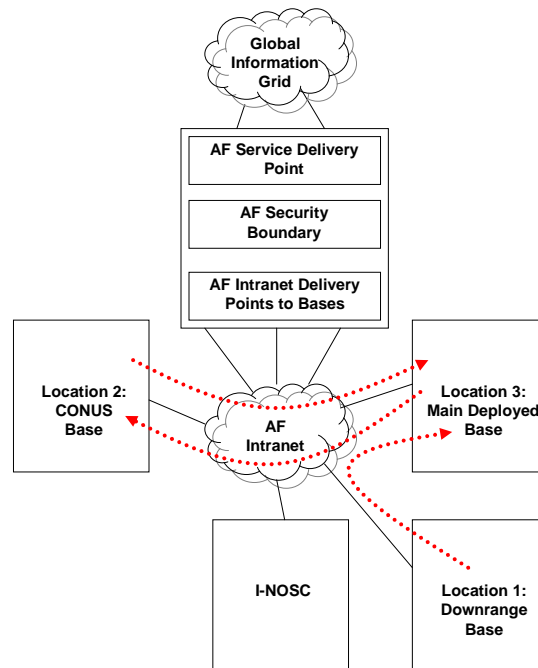 Global
Information
Grid
AF Service Delivery
Point
AF Security
Boundary
AF Intranet Delivery
Points to Bases
Location 2:
CONUS
Base
AF
Intranet
Location 3:
Main Deployed
Base
I-NOSC
Location 1:
Downrange
Base